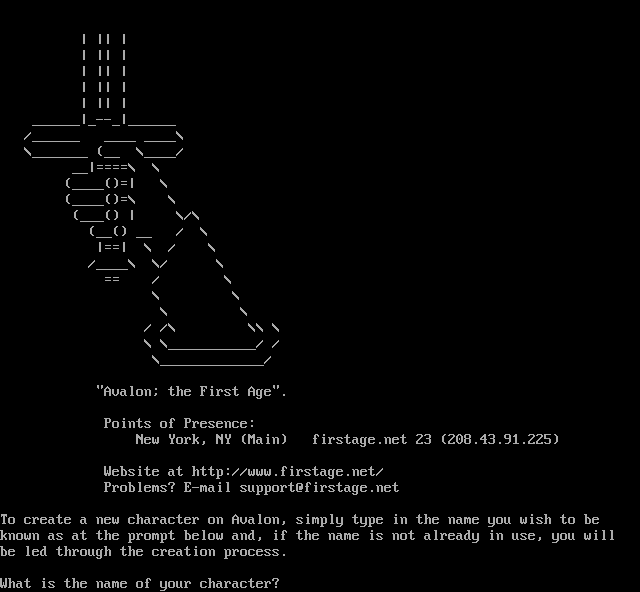 "Avalon; the First Age".
Points of Presence:
New York, NY (Main) firstage.net 23 (208.43.91.225)
Website at http://www.firstage.net/
Problems? E-mail support@firstage.net
To create a new character on Avalon, simply type in the name you wish to be
known as at the prompt below and, if the name is not already in use, you will
be led through the creation process.
What is the name of your character?